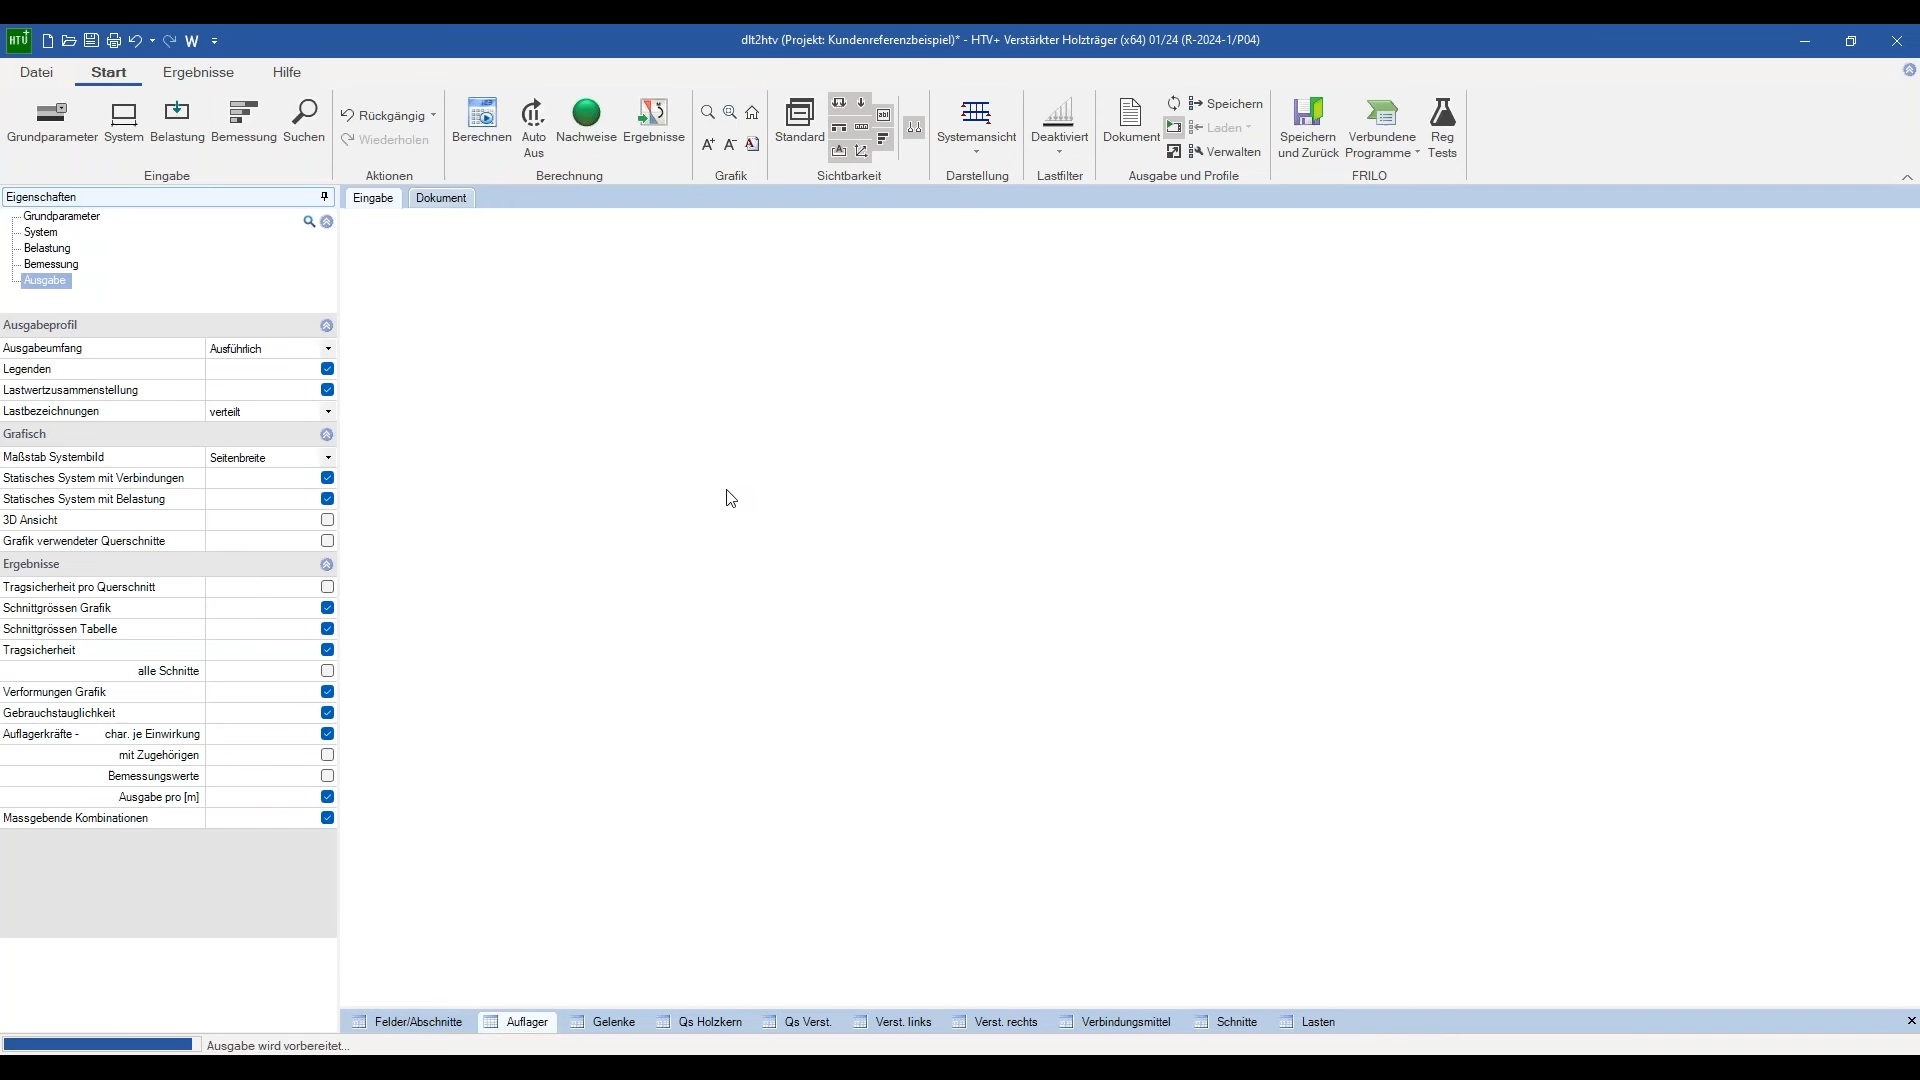 HTV+ W dlt2htv (Projekt: Kundenreferenzbeispiel)* - HTV+ Verstärkter Holzträger (x64) 01/24 (R-2024-1/P04)
Datei Start Ergebnisse Hilfe
Grundparameter System Belastung Bemessung Suchen
Rückgängig
Wiederholen
Berechnen Auto Aus Nachweise Ergebnisse
A+ A- A
Standard
Systemansicht
Deaktiviert
Dokument
Speichern
Laden
Verwalten
Speichern und Zurück Verbundene Programme Reg Tests
Eingabe Aktionen Berechnung Grafik Sichtbarkeit Darstellung Lastfilter Ausgabe und Profile FRILO
Eigenschaften
Eingabe Dokument
Grundparameter
System
Belastung
Bemessung
Ausgabe
Ausgabeprofil
Ausgabeumfang Ausführlich
Legenden
Lastwertzusammenstellung
Lastbezeichnungen verteilt
Grafisch
Maßstab Systembild Seitenbreite
Statisches System mit Verbindungen
Statisches System mit Belastung
3D Ansicht
Grafik verwendeter Querschnitte
Ergebnisse
Tragsicherheit pro Querschnitt
Schnittgrössen Grafik
Schnittgrössen Tabelle
Tragsicherheit
alle Schnitte
Verformungen Grafik
Gebrauchstauglichkeit
Auflagerkräfte - char. je Einwirkung
mit Zugehörigen
Bemessungswerte
Ausgabe pro [m]
Massgebende Kombinationen
Felder/Abschnitte Auflager Gelenke Qs Holzkern Qs Verst. Verst. links Verst. rechts Verbindungsmittel Schnitte Lasten
Ausgabe wird vorbereitet...